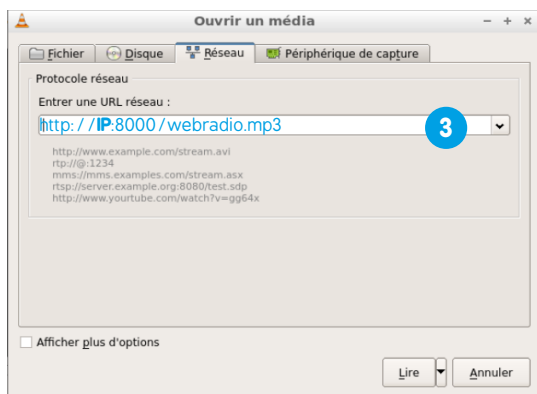 Ouvrir un média
Fichier Disque Réseau Périphérique de capture
Protocole réseau
Entrer une URL réseau :
http://IP:8000/webradio.mp3
3
http://www.example.com/stream.avi
rtp://@:1234
mms://mms.examples.com/stream.asx
rtsp://server.example.org:8080/test.sdp
http://www.yourtube.com/watch?v=gg64x
Afficher plus d'options
Lire Annuler